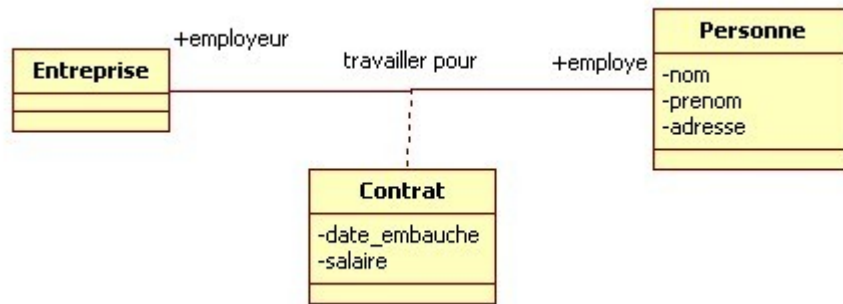 Entreprise
+employeur
travailler pour
+employe
Personne
-nom
-prenom
-adresse
Contrat
-date_embauche
-salaire